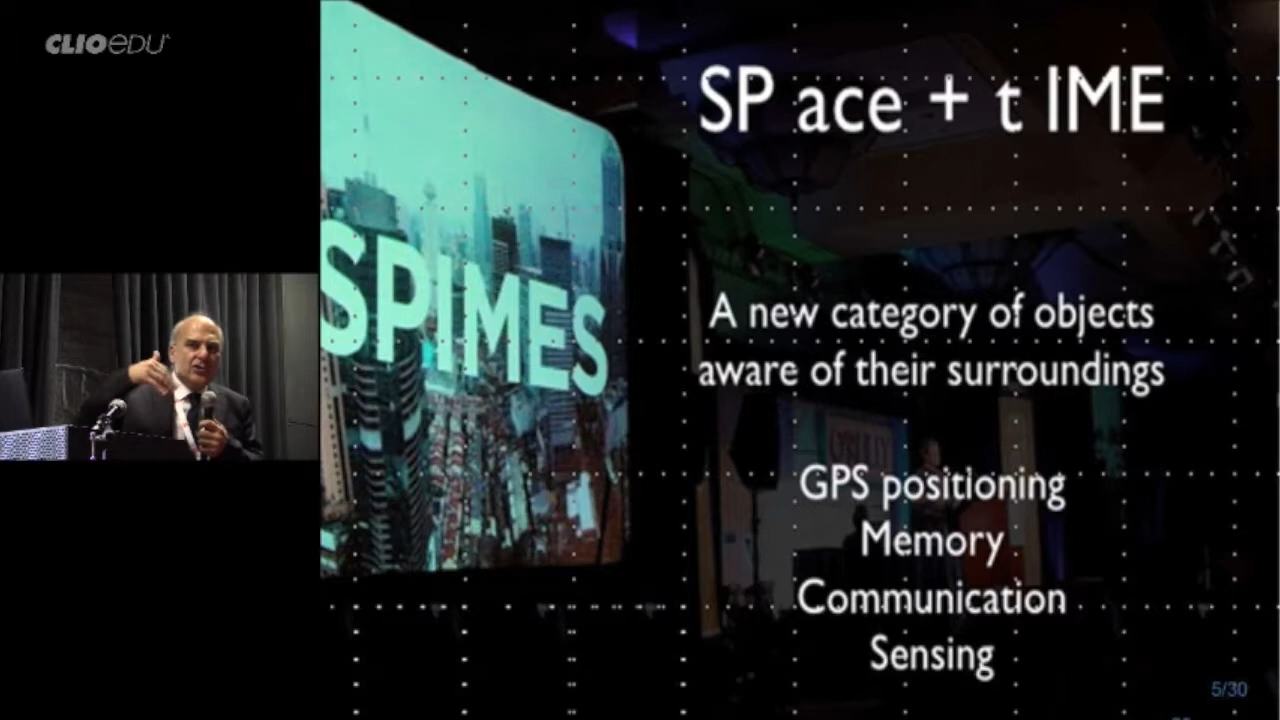 CLIOEDU
SP ace + t IME
SPIMES
A new category of objects
aware of their surroundings
GPS positioning
Memory
Communication
Sensing
5/30